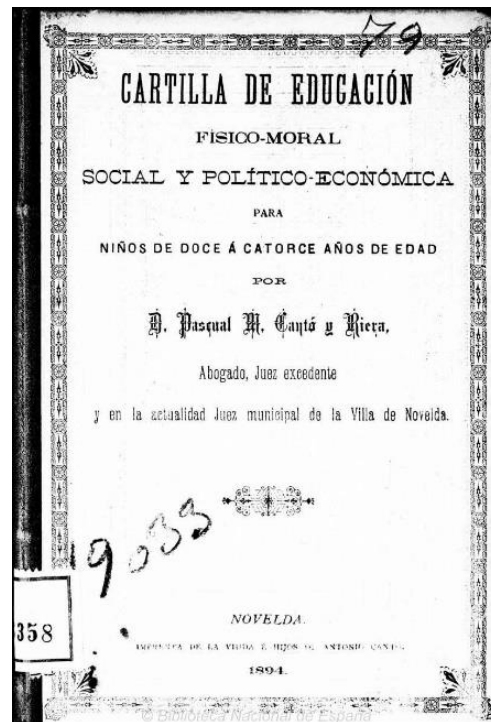 79
CARTILLA DE EDUCACIÓN
FÍSICO-MORAL
SOCIAL Y POLÍTICO-ECONÓMICA
PARA
NIÑOS DE DOCE Á CATORCE AÑOS DE EDAD
POR
D. Pasqual M. Cantó y Riera,
Abogado, Juez excedente
y en la actualidad Juez municipal de la Villa de Novelda.
19033
358
NOVELDA.
IMPRENTA DE LA VIUDA É HIJOS DE ANTONIO CANTÓ.
1894.
© Biblioteca Nacional de España